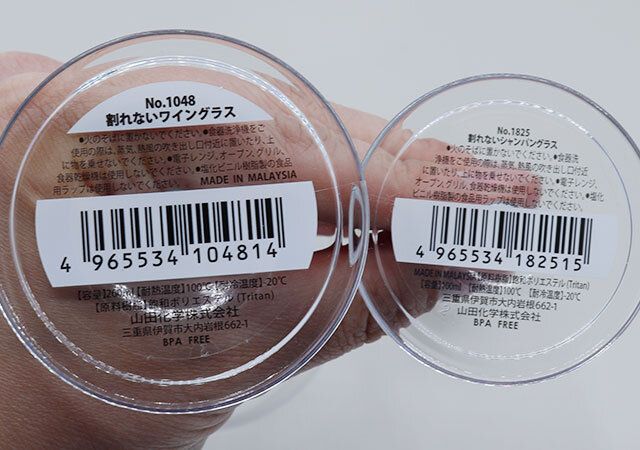 No.1048
割れないワイングラス
●火のそばに置かないでください。●食器洗浄機をご
使用の際は、蒸気、熱風の吹き出し口付近に置いたり、上
に物を乗せないでください。●電子レンジ、オーブン、グリル、
食器乾燥機は使用しないでください。●塩化ビニル樹脂製の食品
用ラップは使用しないでください。
MADE IN MALAYSIA
4 965534 104814
【容量】260ml【耐熱温度】100℃【耐冷温度】-20℃
【原料樹脂】飽和ポリエステル(Tritan)
山田化学株式会社
三重県伊賀市大内岩根662-1
BPA FREE
No.1825
割れないシャンパングラス
●火のそばに置かないでください。●食器洗
浄機をご使用の際は、蒸気、熱風の吹き出し口付近
に置いたり、上に物を乗せないでください。●電子レンジ、
オーブン、グリル、食器乾燥機は使用しないでください。●塩化
ビニル樹脂製の食品用ラップは使用しないでください。
4 965534 182515
MADE IN MALAYSIA【原料樹脂】飽和ポリエステル(Tritan)
【容量】200ml【耐熱温度】100℃【耐冷温度】-20℃
山田化学株式会社
三重県伊賀市大内岩根662-1
BPA FREE